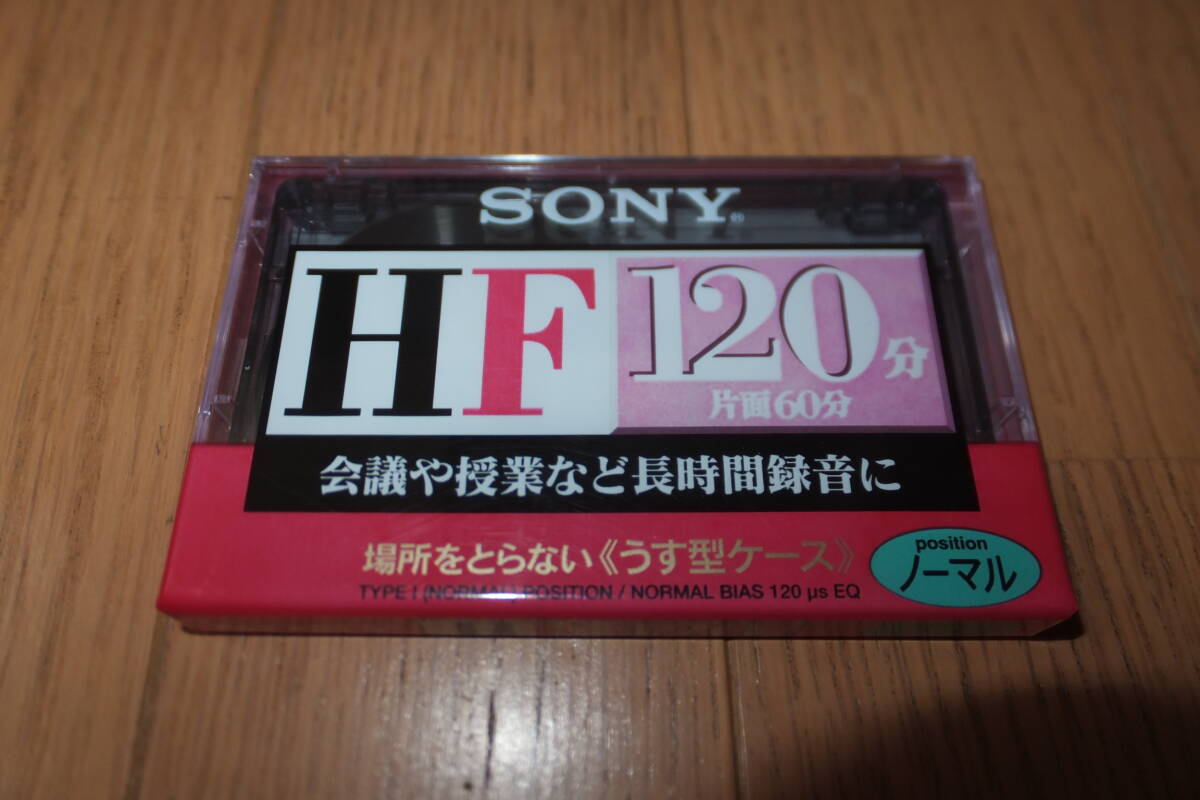 SONY®
HF 120分
片面60分
会議や授業など長時間録音に
場所をとらない《うす型ケース》
position
ノーマル
TYPE I (NORMAL) POSITION / NORMAL BIAS 120 μs EQ